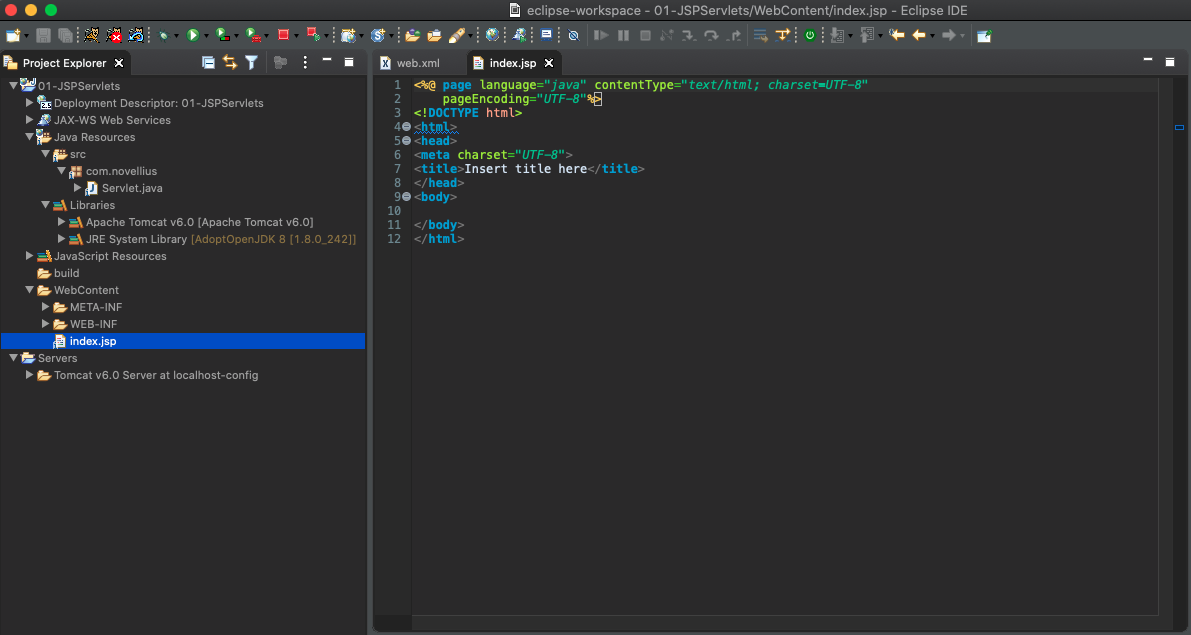 eclipse-workspace - 01-JSPServlets/WebContent/index.jsp - Eclipse IDE
Project Explorer
01-JSPServlets
Deployment Descriptor: 01-JSPServlets
JAX-WS Web Services
Java Resources
src
com.novellius
Servlet.java
Libraries
Apache Tomcat v6.0 [Apache Tomcat v6.0]
JRE System Library [AdoptOpenJDK 8 [1.8.0_242]]
JavaScript Resources
build
WebContent
META-INF
WEB-INF
index.jsp
Servers
Tomcat v6.0 Server at localhost-config
web.xml
index.jsp
1 <%@ page language="java" contentType="text/html; charset=UTF-8"
2 pageEncoding="UTF-8"%>
3 <!DOCTYPE html>
4 <html>
5 <head>
6 <meta charset="UTF-8">
7 <title>Insert title here</title>
8 </head>
9 <body>
10
11 </body>
12 </html>